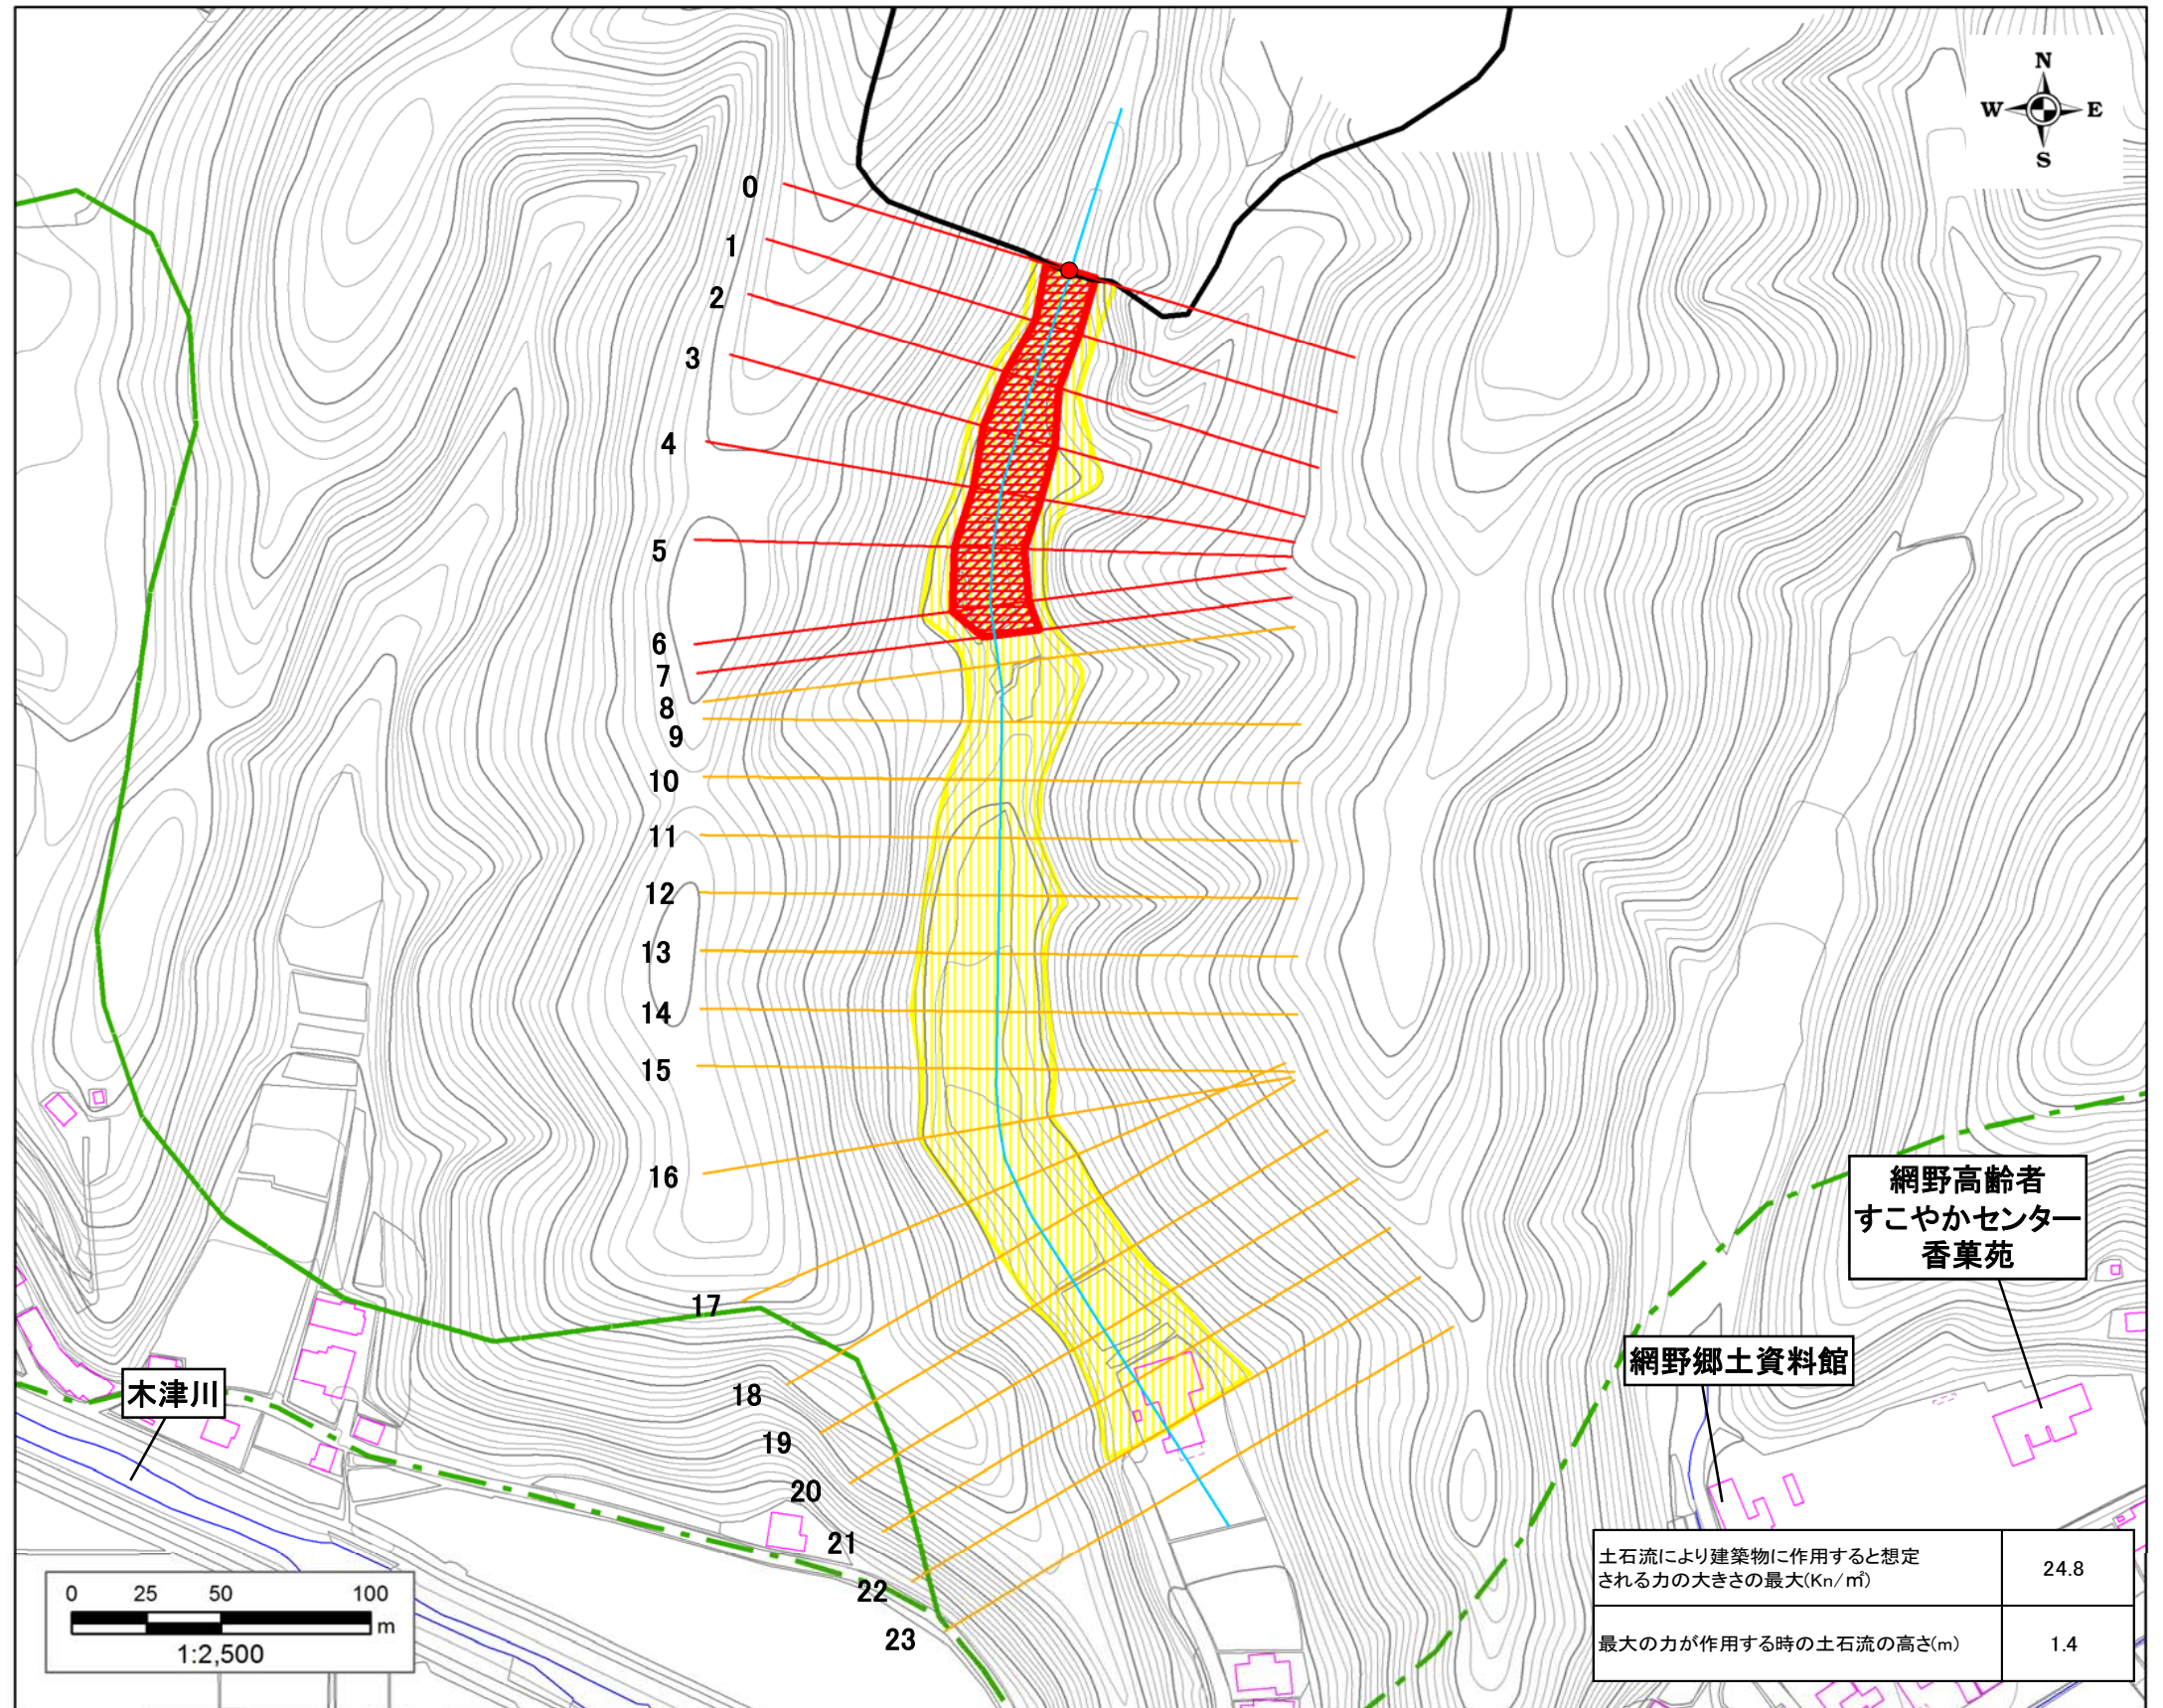 N
W E
S
0
1
2
3
4
5
6
7
8
9
10
11
12
13
14
15
16
17
18
19
20
21
22
23
網野高齢者
すこやかセンター
香菓苑
網野郷土資料館
木津川
0 25 50 100
m
1:2,500
土石流により建築物に作用すると想定
される力の大きさの最大(Kn/㎡)
24.8
最大の力が作用する時の土石流の高さ(m)
1.4